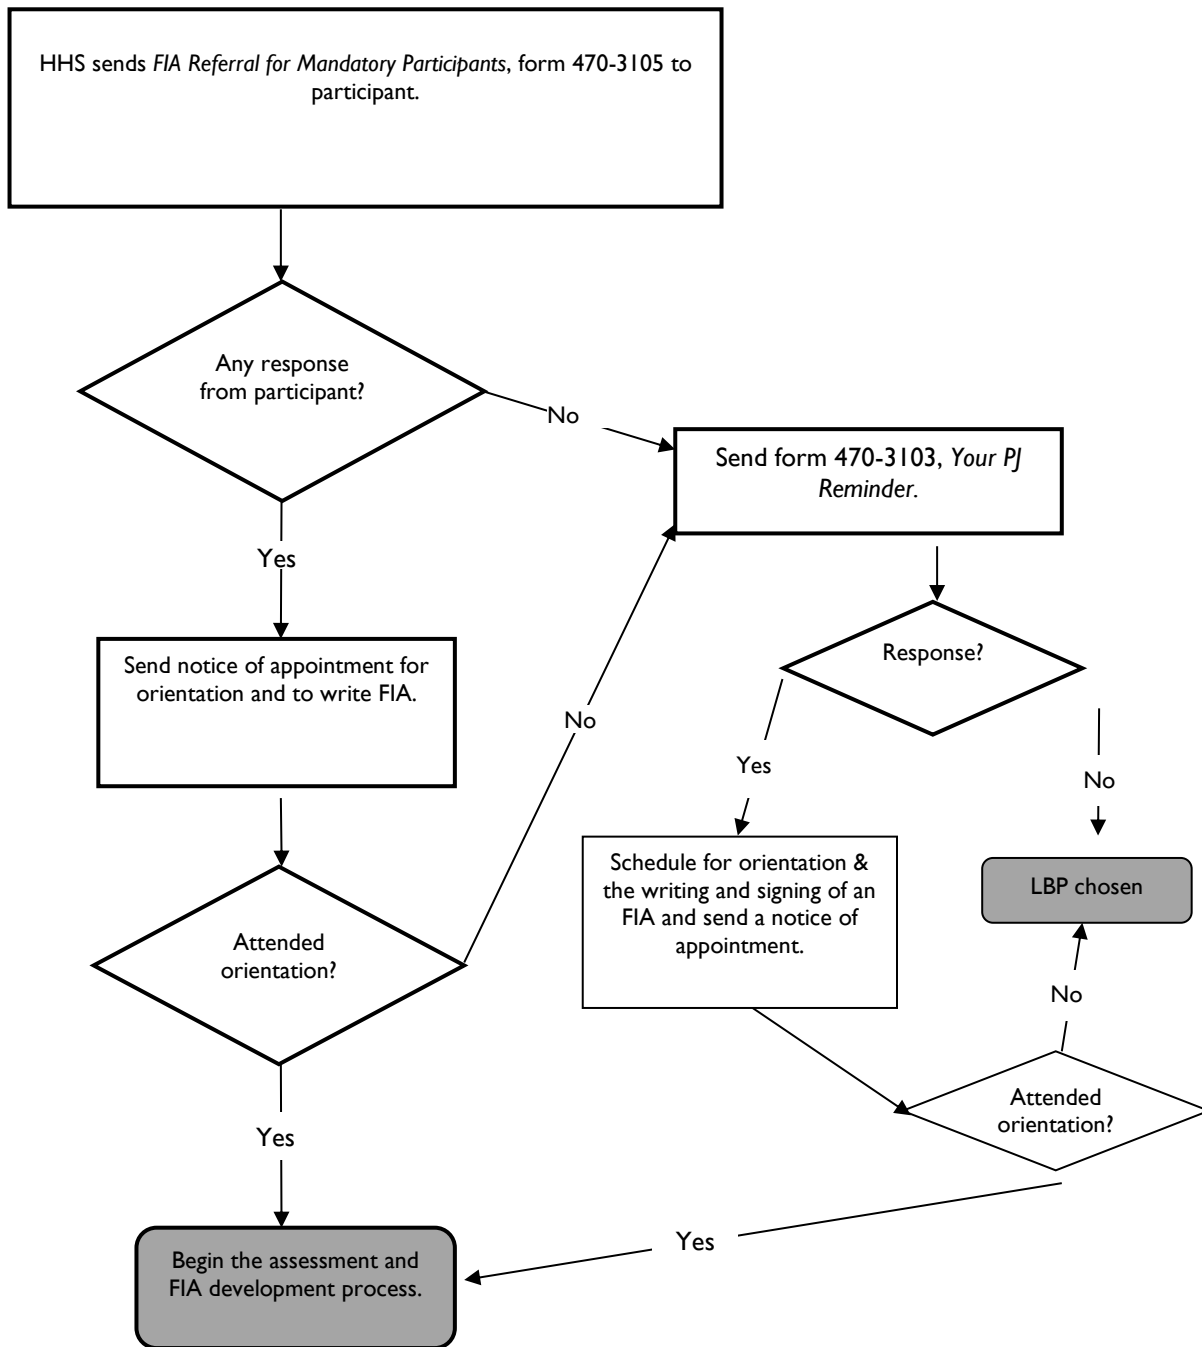 HHS sends FIA Referral for Mandatory Participants, form 470-3105 to
participant.
Any response
from participant?
No
Send form 470-3103, Your PJ
Reminder.
Yes
Send notice of appointment for
orientation and to write FIA.
Response?
No
Yes
No
Schedule for orientation &
the writing and signing of an
FIA and send a notice of
appointment.
LBP chosen
Attended
orientation?
No
Attended
orientation?
Yes
Yes
Begin the assessment and
FIA development process.